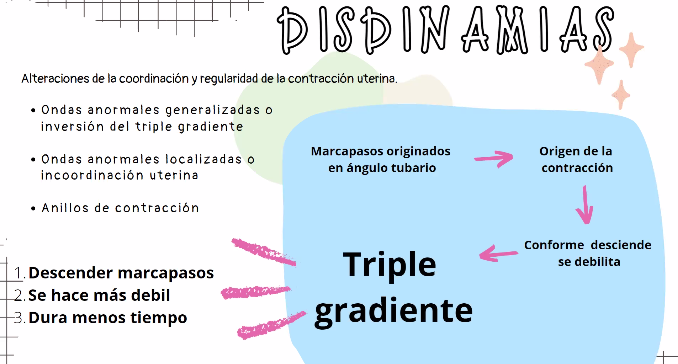 DISDINAMIAS
Alteraciones de la coordinación y regularidad de la contracción uterina.
• Ondas anormales generalizadas o
inversión del triple gradiente
• Ondas anormales localizadas o
incoordinación uterina
• Anillos de contracción
Marcapasos originados
en ángulo tubario
Origen de la
contracción
Conforme desciende
se debilita
Triple
gradiente
1. Descender marcapasos
2. Se hace más debil
3. Dura menos tiempo